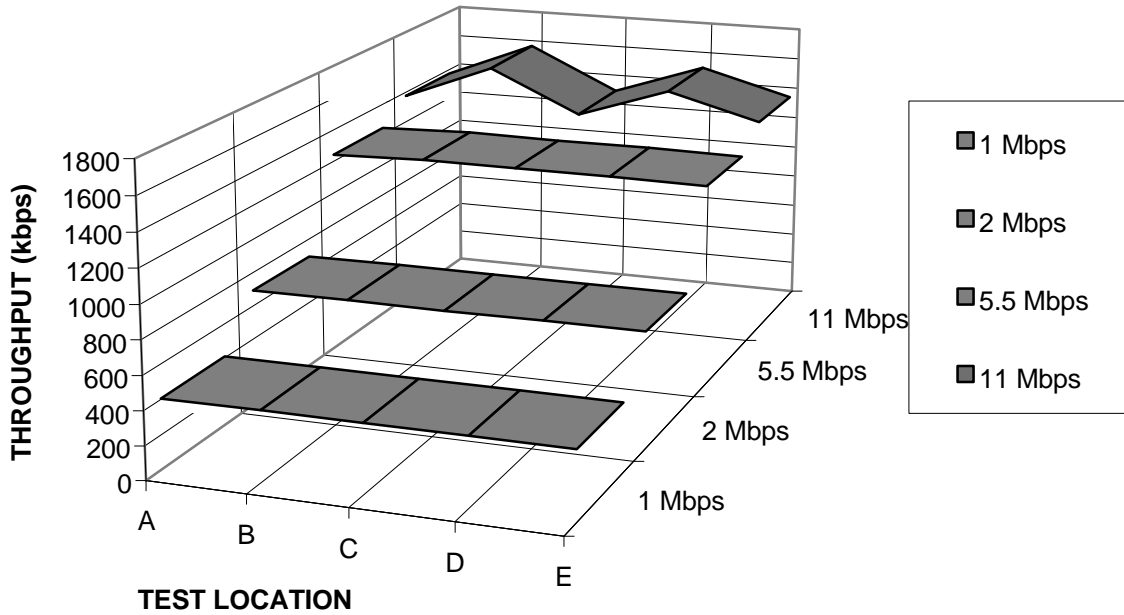 1800
1600
1400
1200
1000
800
600
400
200
0
THROUGHPUT (kbps)
A
B
C
D
E
TEST LOCATION
1 Mbps
2 Mbps
5.5 Mbps
11 Mbps
1 Mbps
2 Mbps
5.5 Mbps
11 Mbps